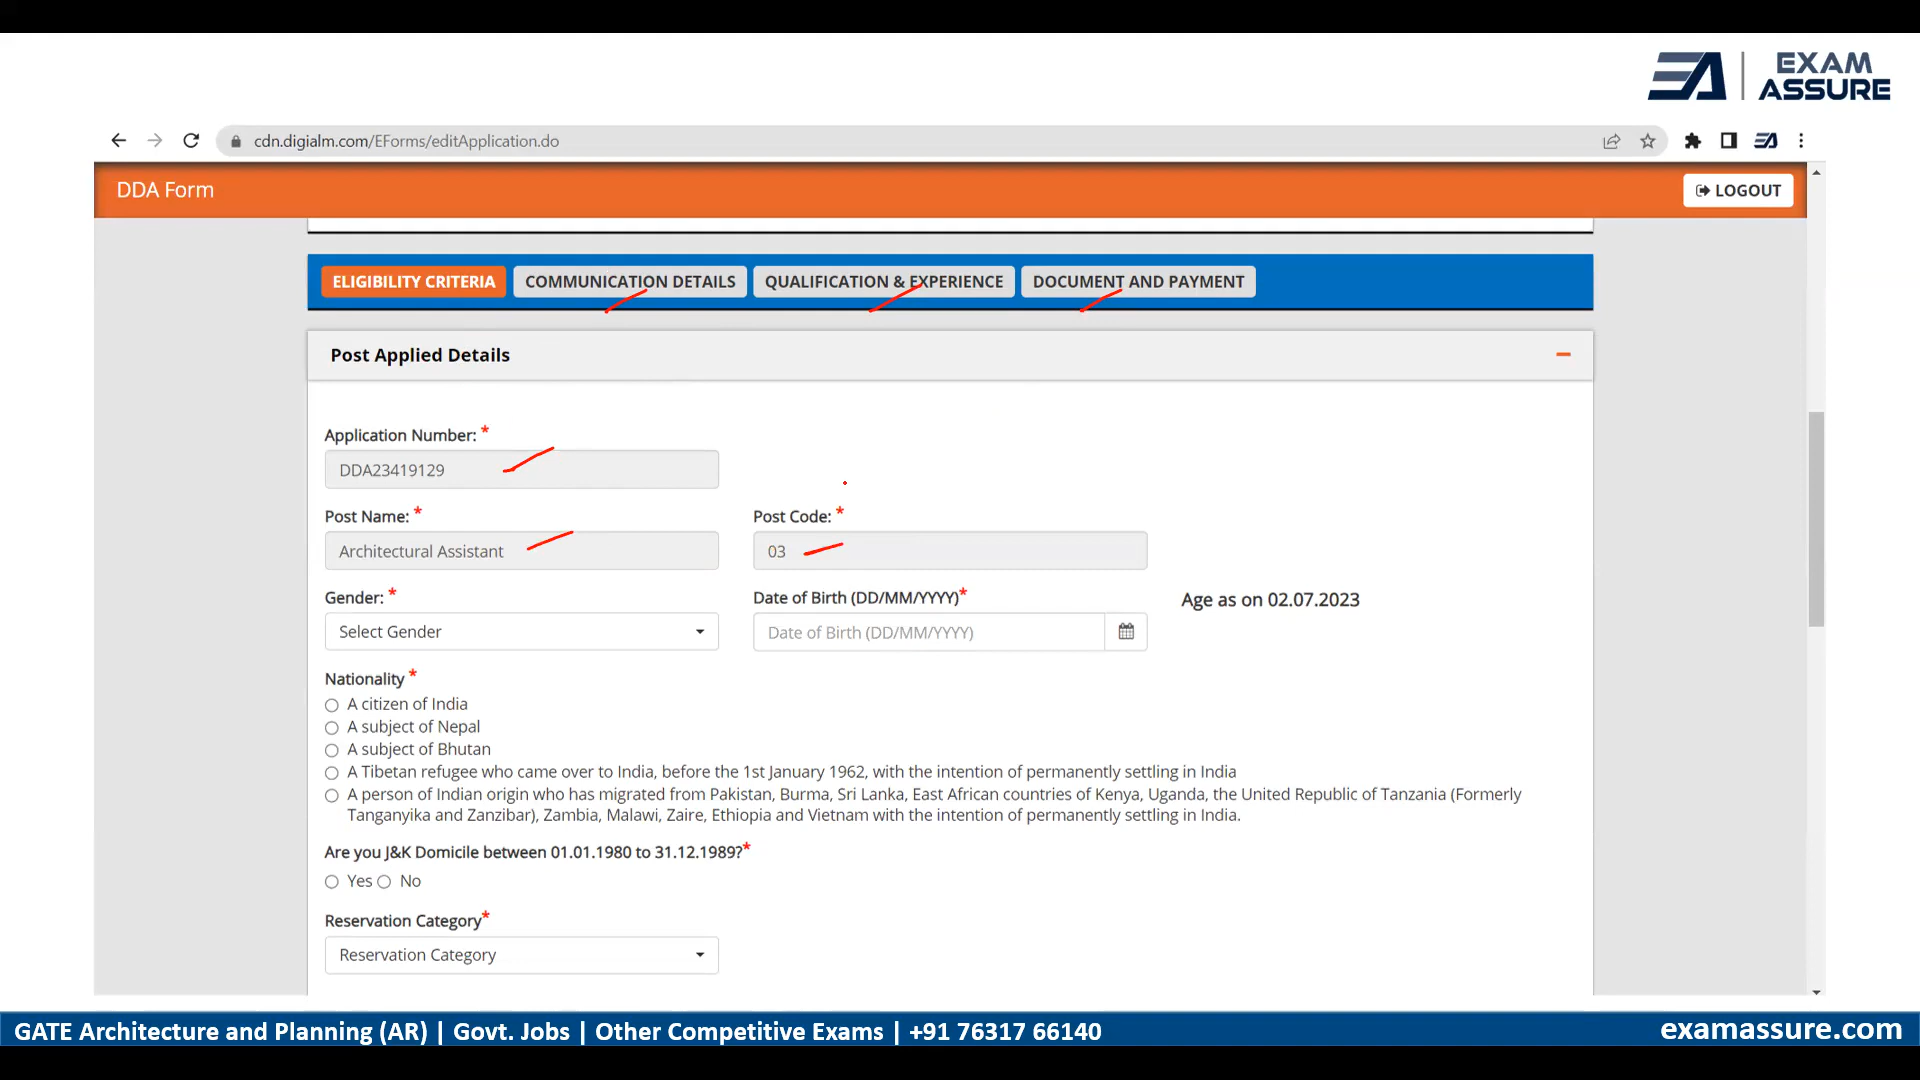 EXAM
ASSURE
cdn.digialm.com/EForms/editApplication.do
DDA Form
LOGOUT
ELIGIBILITY CRITERIA COMMUNICATION DETAILS QUALIFICATION & EXPERIENCE DOCUMENT AND PAYMENT
Post Applied Details
Application Number: *
DDA23419129
Post Name: * Post Code: *
Architectural Assistant 03
Gender: * Date of Birth (DD/MM/YYYY)* Age as on 02.07.2023
Select Gender Date of Birth (DD/MM/YYYY)
Nationality *
A citizen of India
A subject of Nepal
A subject of Bhutan
A Tibetan refugee who came over to India, before the 1st January 1962, with the intention of permanently settling in India
A person of Indian origin who has migrated from Pakistan, Burma, Sri Lanka, East African countries of Kenya, Uganda, the United Republic of Tanzania (Formerly
Tanganyika and Zanzibar), Zambia, Malawi, Zaire, Ethiopia and Vietnam with the intention of permanently settling in India.
Are you J&K Domicile between 01.01.1980 to 31.12.1989?*
Yes No
Reservation Category*
Reservation Category
GATE Architecture and Planning (AR) | Govt. Jobs | Other Competitive Exams | +91 76317 66140
examassure.com